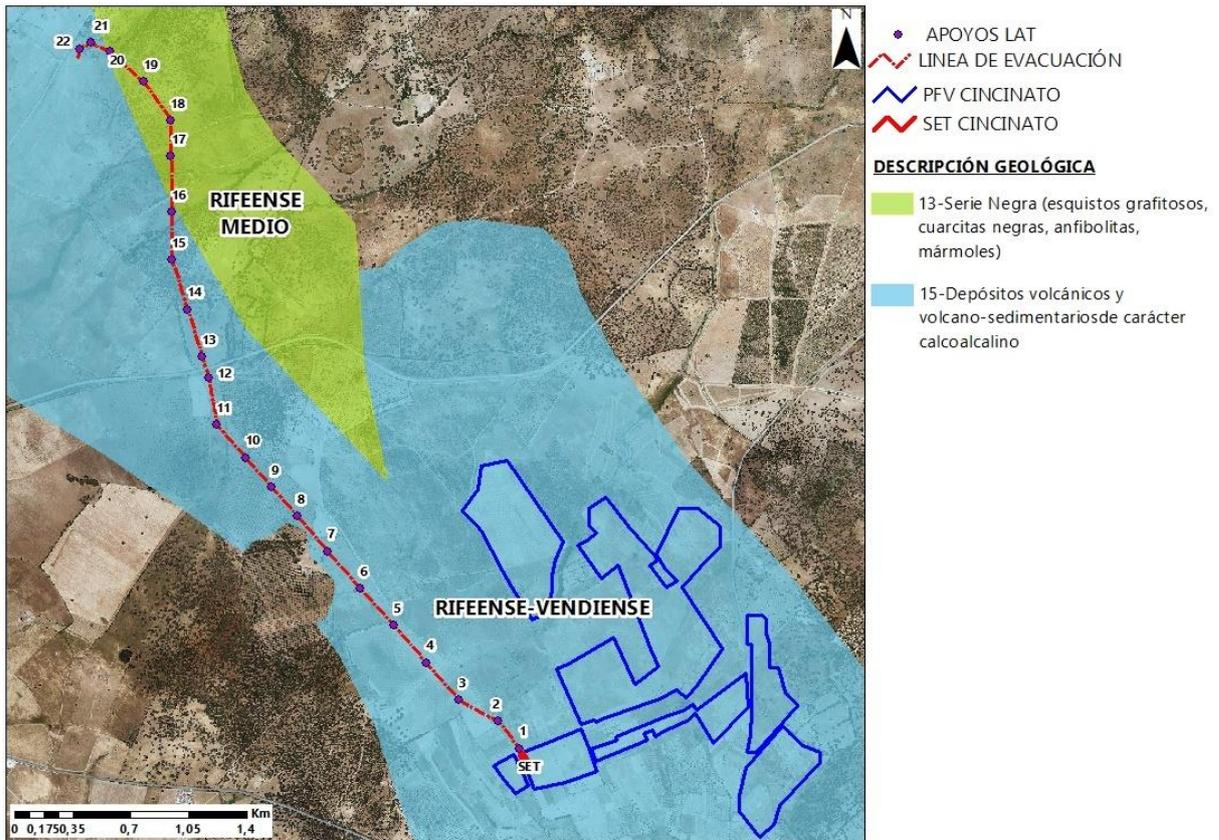 21
22
20
19
18
17
16
RIFEENSE
MEDIO
15
14
13
12
11
10
9
8
7
6
RIFEENSE-VENDIENSE
5
4
3
2
1
SET
Km
0 0,1750,35 0,7 1,05 1,4
N
APOYOS LAT
LINEA DE EVACUACIÓN
PFV CINCINATO
SET CINCINATO
DESCRIPCIÓN GEOLÓGICA
13-Serie Negra (esquistos grafitosos,
cuarcitas negras, anfibolitas,
mármoles)
15-Depósitos volcánicos y
volcano-sedimentariosde carácter
calcoalcalino